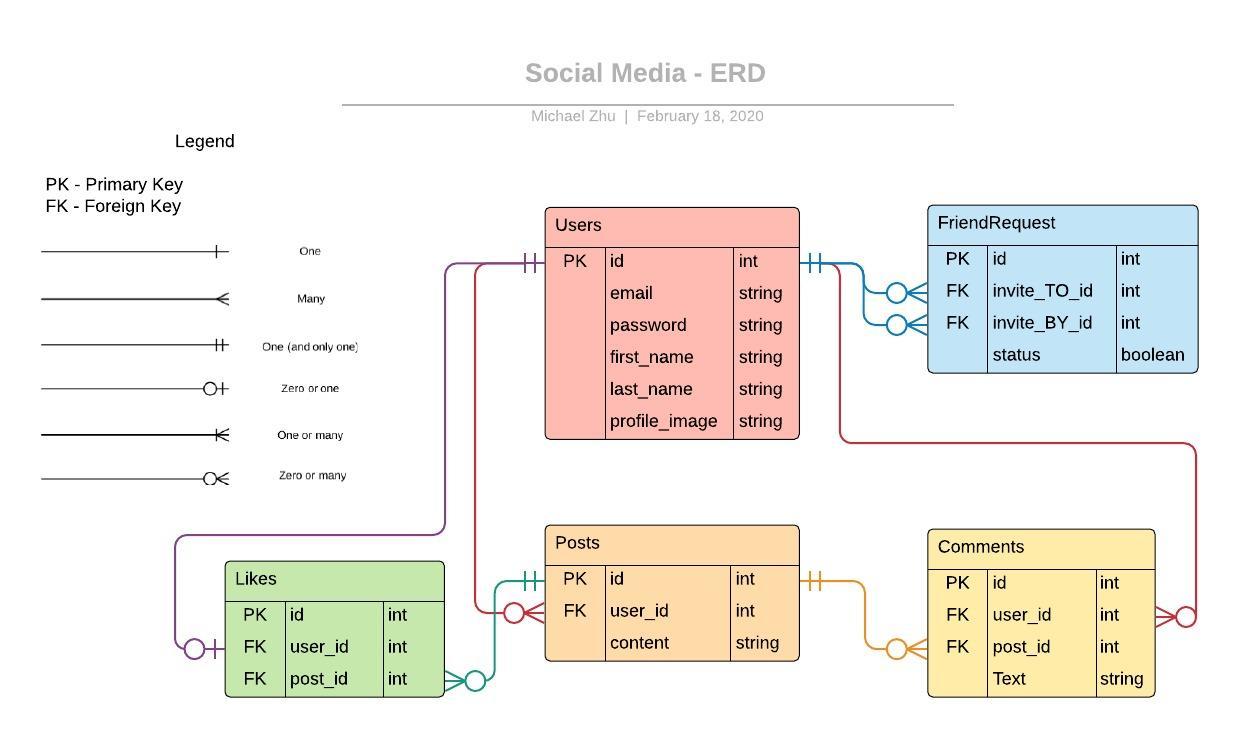 Social Media - ERD
Michael Zhu | February 18, 2020
Legend
PK - Primary Key
FK - Foreign Key
One
Many
One (and only one)
Zero or one
One or many
Zero or many
Users
PK id int
email string
password string
first_name string
last_name string
profile_image string
FriendRequest
PK id int
FK invite_TO_id int
FK invite_BY_id int
status boolean
Likes
PK id int
FK user_id int
FK post_id int
Posts
PK id int
FK user_id int
content string
Comments
PK id int
FK user_id int
FK post_id int
Text string